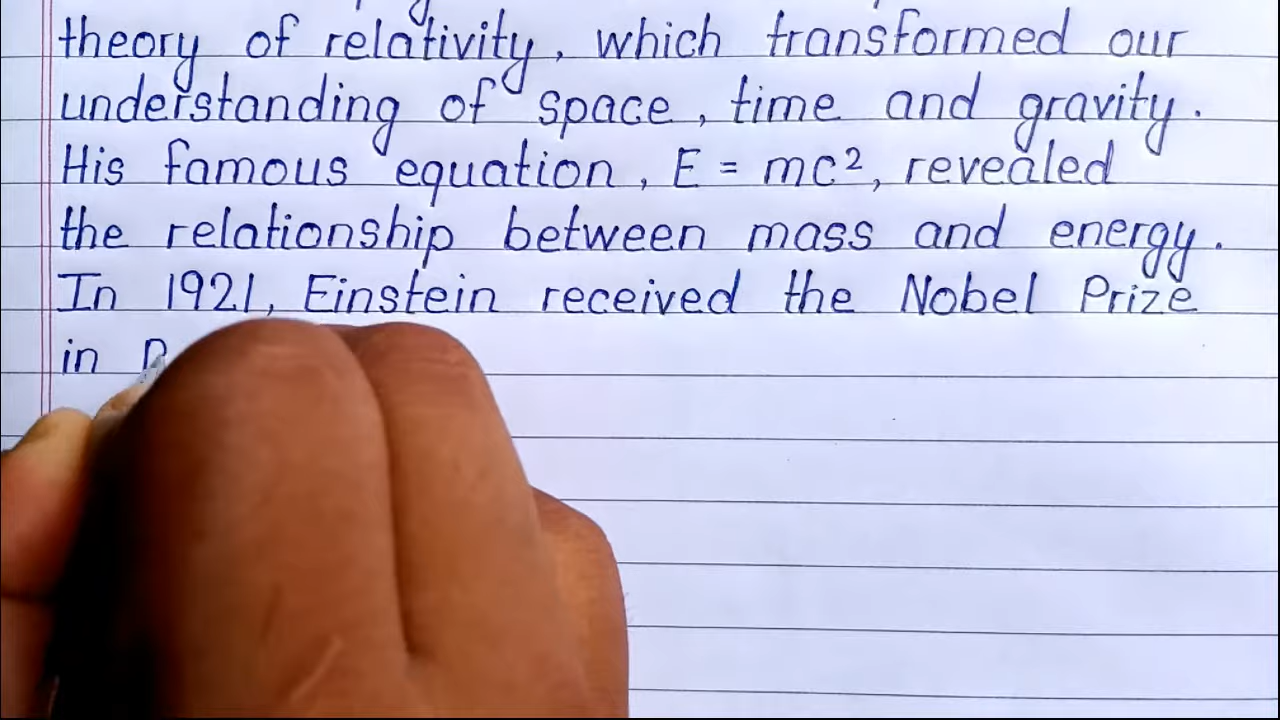 theory of relativity, which transformed our
understanding of space, time and gravity.
His famous equation, E = mc², revealed
the relationship between mass and energy.
In 1921, Einstein received the Nobel Prize
in